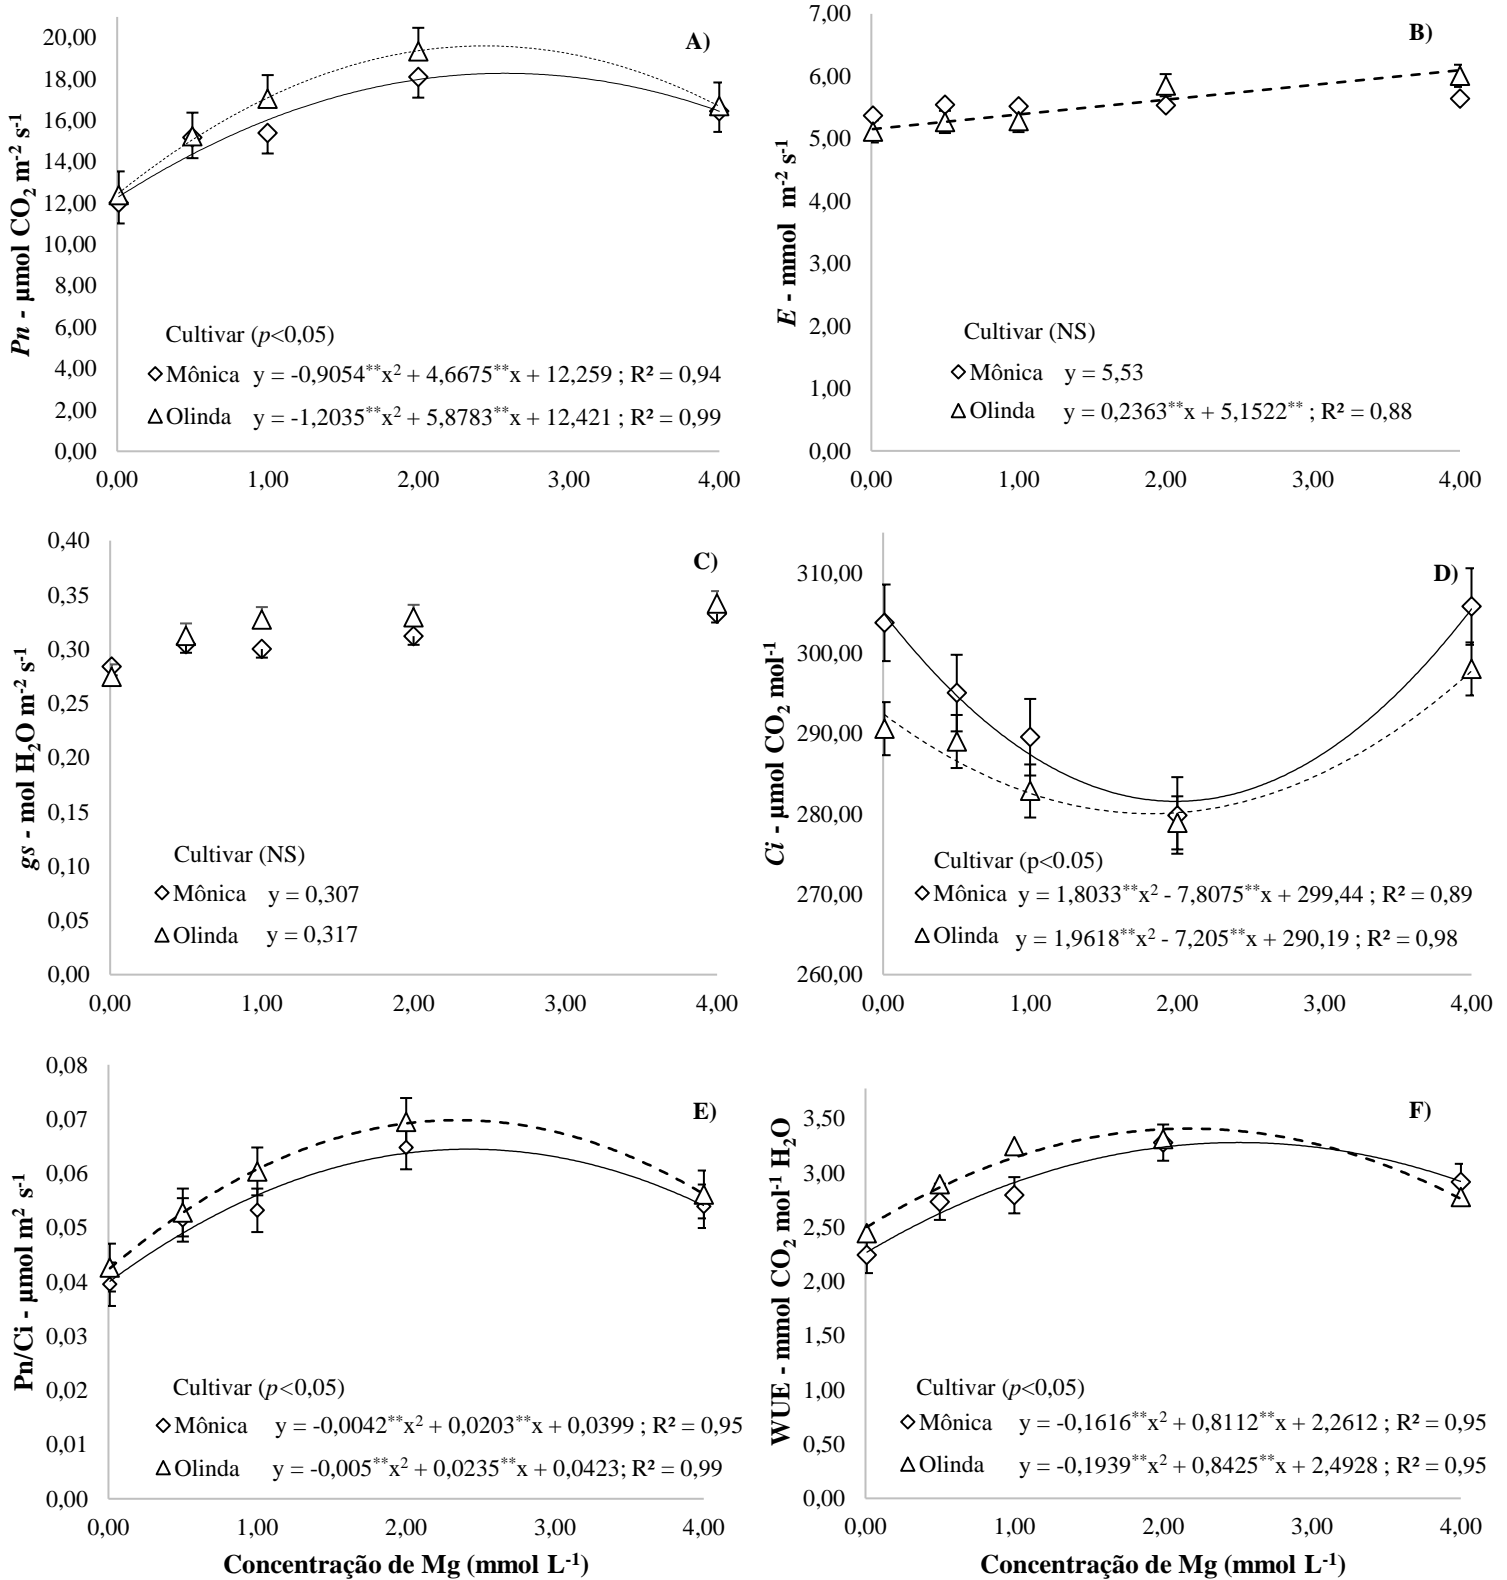 A)
Pn - µmol CO₂ m⁻² s⁻¹
20,00
18,00
16,00
14,00
12,00
10,00
8,00
6,00
4,00
2,00
0,00
Cultivar (p<0,05)
Mônica y = -0,9054**x² + 4,6675**x + 12,259 ; R² = 0,94
Olinda y = -1,2035**x² + 5,8783**x + 12,421 ; R² = 0,99
0,00 1,00 2,00 3,00 4,00
B)
E - mmol m⁻² s⁻¹
7,00
6,00
5,00
4,00
3,00
2,00
1,00
0,00
Cultivar (NS)
Mônica y = 5,53
Olinda y = 0,2363**x + 5,1522** ; R² = 0,88
0,00 1,00 2,00 3,00 4,00
C)
gs - mol H₂O m⁻² s⁻¹
0,40
0,35
0,30
0,25
0,20
0,15
0,10
0,05
0,00
Cultivar (NS)
Mônica y = 0,307
Olinda y = 0,317
0,00 1,00 2,00 3,00 4,00
D)
Ci - µmol CO₂ mol⁻¹
310,00
300,00
290,00
280,00
270,00
260,00
Cultivar (p<0.05)
Mônica y = 1,8033**x² - 7,8075**x + 299,44 ; R² = 0,89
Olinda y = 1,9618**x² - 7,205**x + 290,19 ; R² = 0,98
0,00 1,00 2,00 3,00 4,00
E)
Pn/Ci - µmol m² s⁻¹
0,08
0,07
0,06
0,05
0,04
0,03
0,02
0,01
0,00
Cultivar (p<0,05)
Mônica y = -0,0042**x² + 0,0203**x + 0,0399 ; R² = 0,95
Olinda y = -0,005**x² + 0,0235**x + 0,0423; R² = 0,99
0,00 1,00 2,00 3,00 4,00
Concentração de Mg (mmol L⁻¹)
F)
WUE - mmol CO₂ mol⁻¹ H₂O
3,50
3,00
2,50
2,00
1,50
1,00
0,50
0,00
Cultivar (p<0,05)
Mônica y = -0,1616**x² + 0,8112**x + 2,2612 ; R² = 0,95
Olinda y = -0,1939**x² + 0,8425**x + 2,4928 ; R² = 0,95
0,00 1,00 2,00 3,00 4,00
Concentração de Mg (mmol L⁻¹)